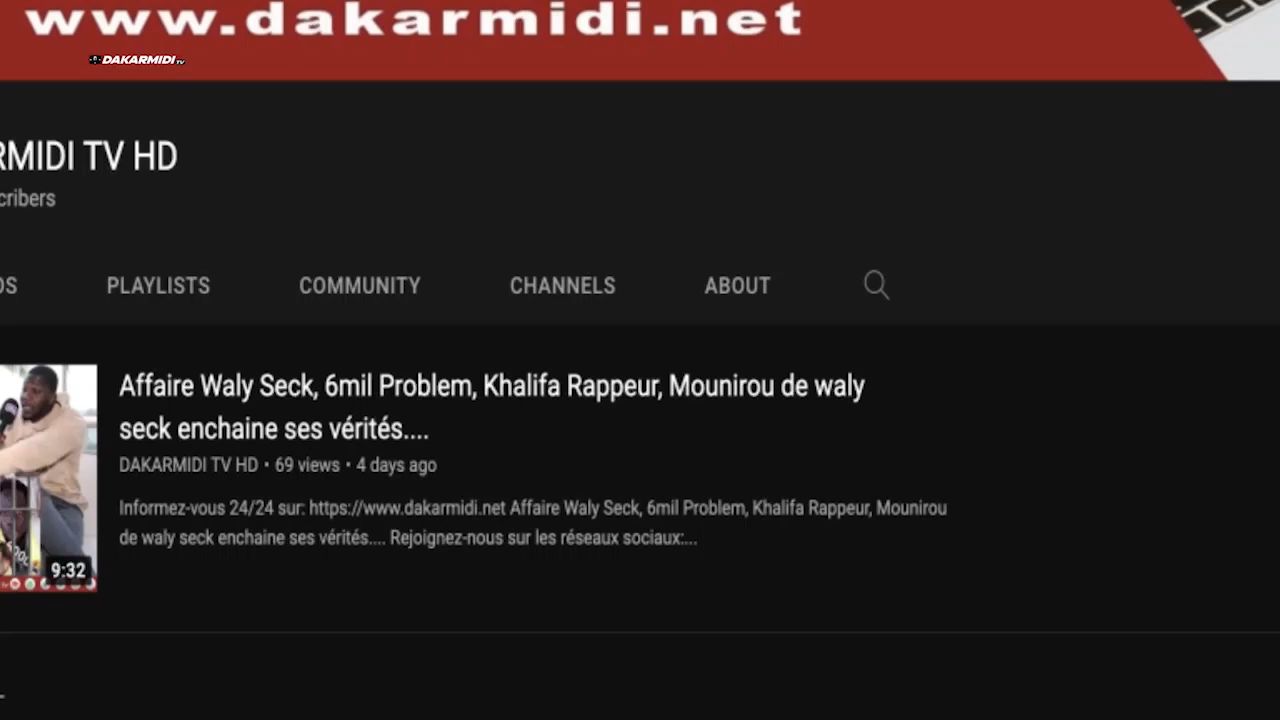 www.dakarmidi.net
DAKARMIDI TV
RMIDI TV HD
cribers
OS
PLAYLISTS
COMMUNITY
CHANNELS
ABOUT
Affaire Waly Seck, 6mil Problem, Khalifa Rappeur, Mounirou de waly
seck enchaine ses vérités....
DAKARMIDI TV HD • 69 views • 4 days ago
Informez-vous 24/24 sur: https://www.dakarmidi.net Affaire Waly Seck, 6mil Problem, Khalifa Rappeur, Mounirou
de waly seck enchaine ses vérités.... Rejoignez-nous sur les réseaux sociaux:...
9:32